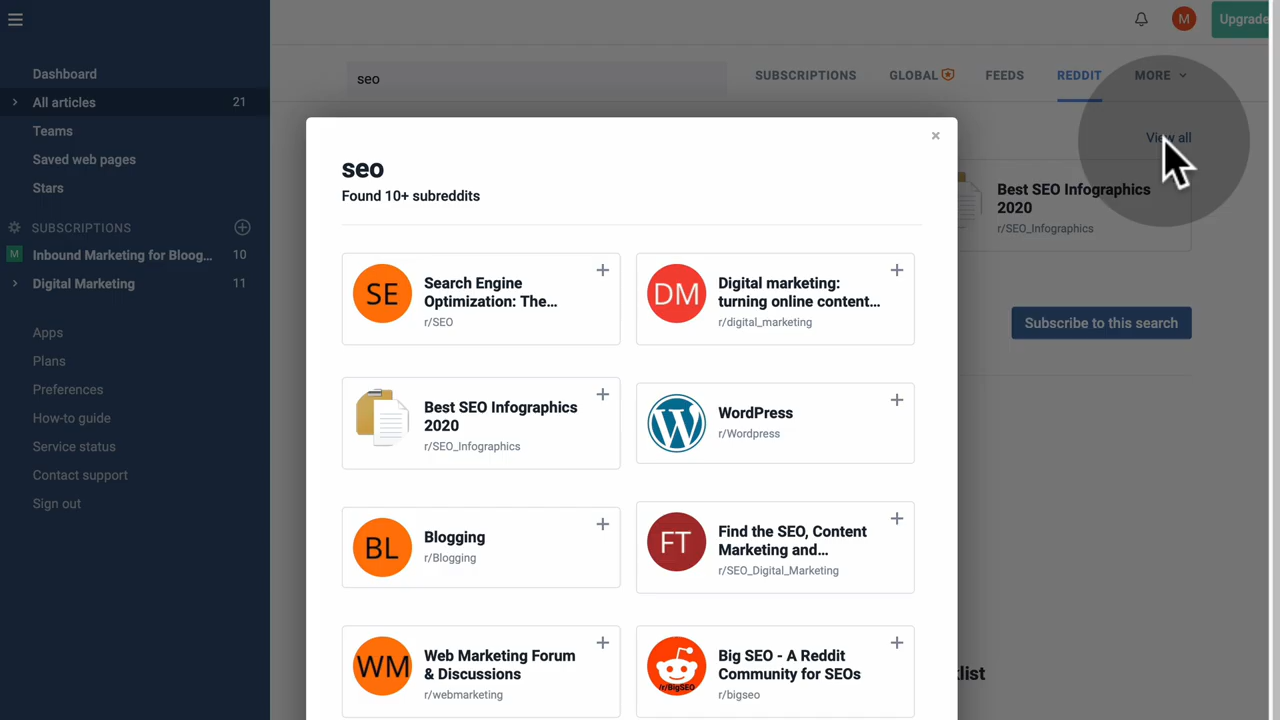 M
Upgrade
Dashboard
All articles
21
Teams
Saved web pages
Stars
SUBSCRIPTIONS
M
Inbound Marketing for Bloog...
10
Digital Marketing
11
Apps
Plans
Preferences
How-to guide
Service status
Contact support
Sign out
seo
SUBSCRIPTIONS
GLOBAL
FEEDS
REDDIT
MORE
View all
Best SEO Infographics
2020
r/SEO_Infographics
Subscribe to this search
seo
Found 10+ subreddits
SE
Search Engine
Optimization: The...
r/SEO
DM
Digital marketing:
turning online content...
r/digital_marketing
Best SEO Infographics
2020
r/SEO_Infographics
WordPress
r/Wordpress
BL
Blogging
r/Blogging
FT
Find the SEO, Content
Marketing and...
r/SEO_Digital_Marketing
WM
Web Marketing Forum
& Discussions
r/webmarketing
/r/BigSEO
Big SEO - A Reddit
Community for SEOs
r/bigseo